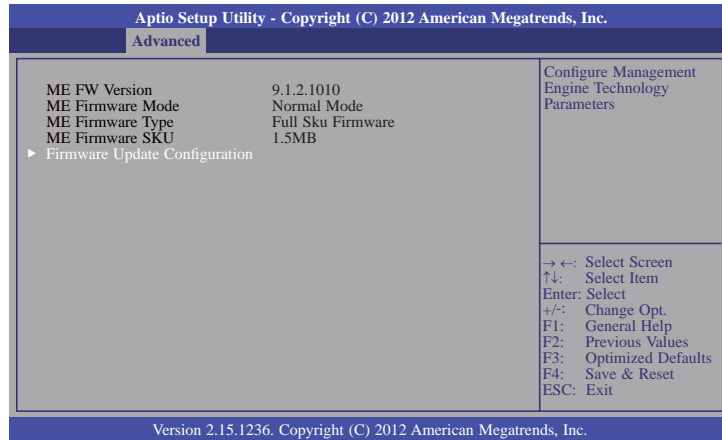 Aptio Setup Utility - Copyright (C) 2012 American Megatrends, Inc.
Advanced
ME FW Version 9.1.2.1010
ME Firmware Mode Normal Mode
ME Firmware Type Full Sku Firmware
ME Firmware SKU 1.5MB
► Firmware Update Configuration
Configure Management
Engine Technology
Parameters
→ ←: Select Screen
↑↓: Select Item
Enter: Select
+/-: Change Opt.
F1: General Help
F2: Previous Values
F3: Optimized Defaults
F4: Save & Reset
ESC: Exit
Version 2.15.1236. Copyright (C) 2012 American Megatrends, Inc.